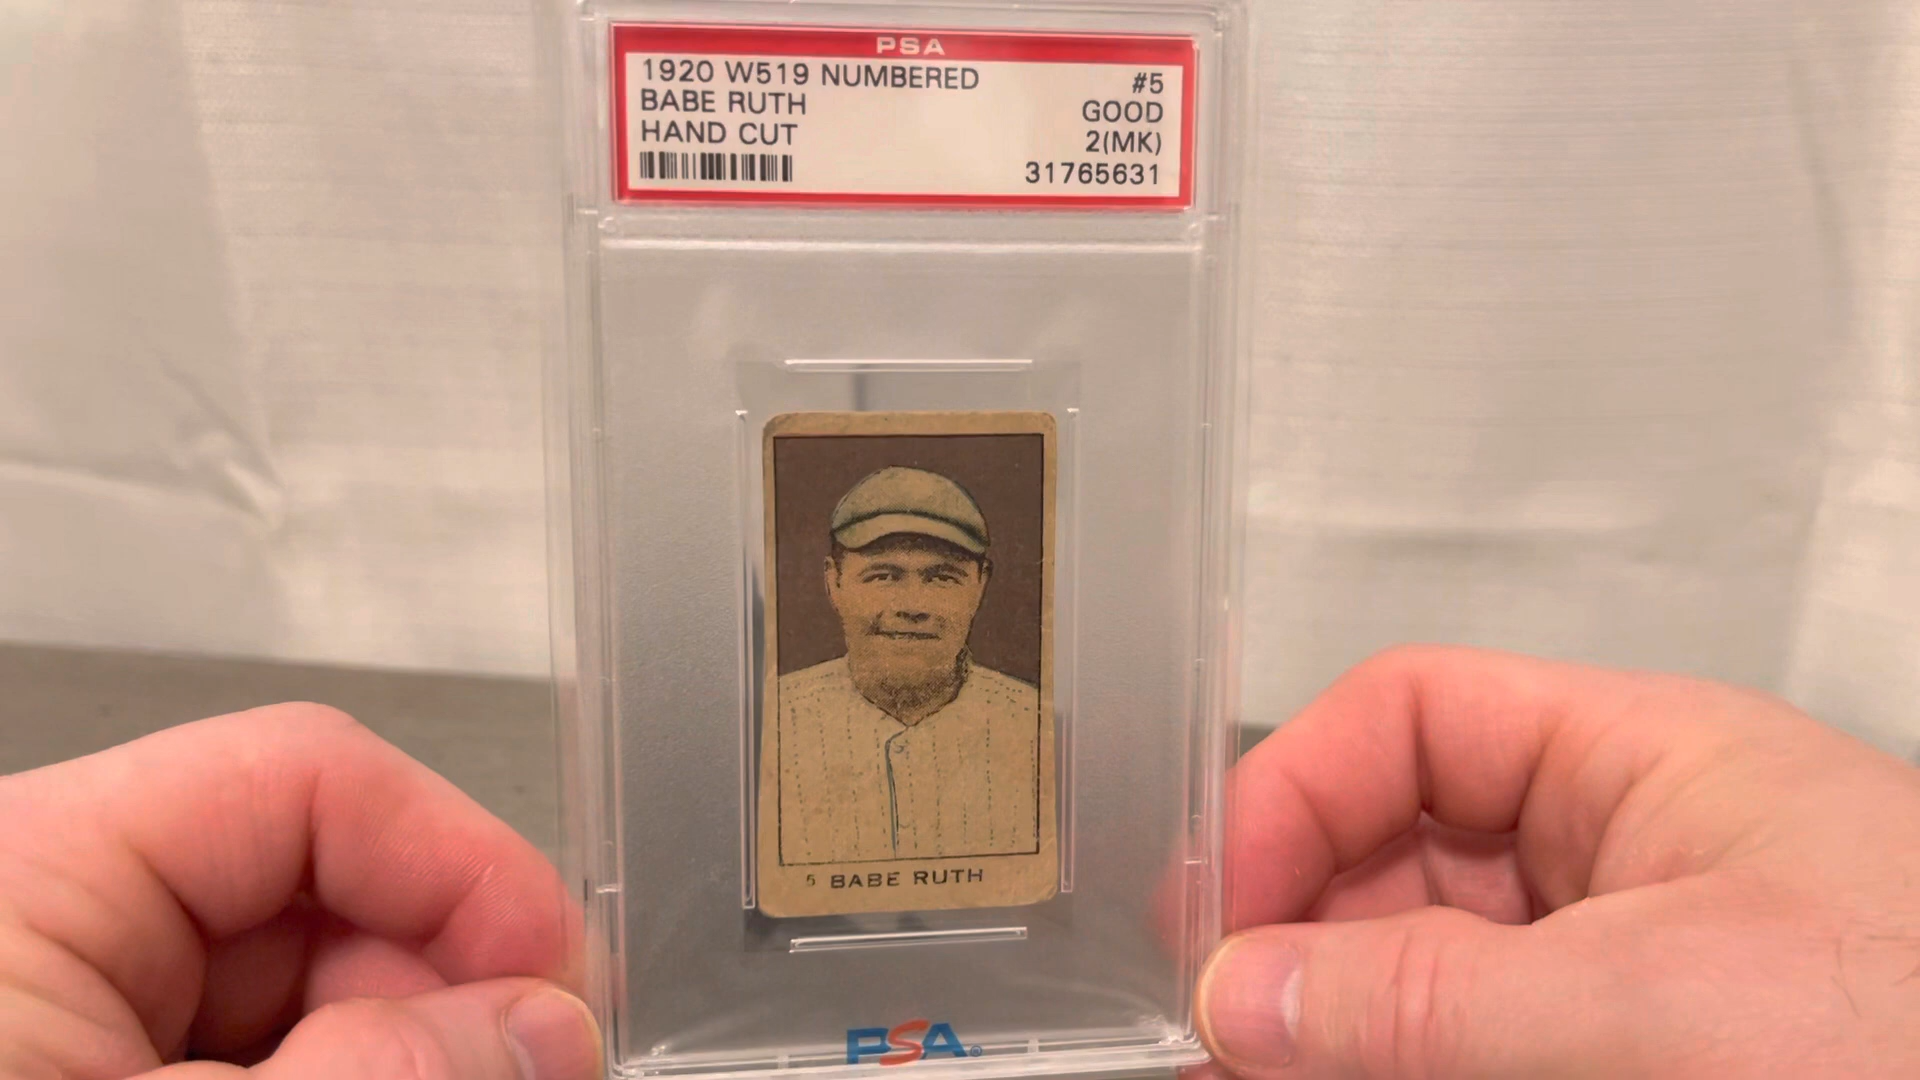 PSA
1920 W519 NUMBERED #5
BABE RUTH GOOD
HAND CUT 2(MK)
31765631
5 BABE RUTH
PSA®